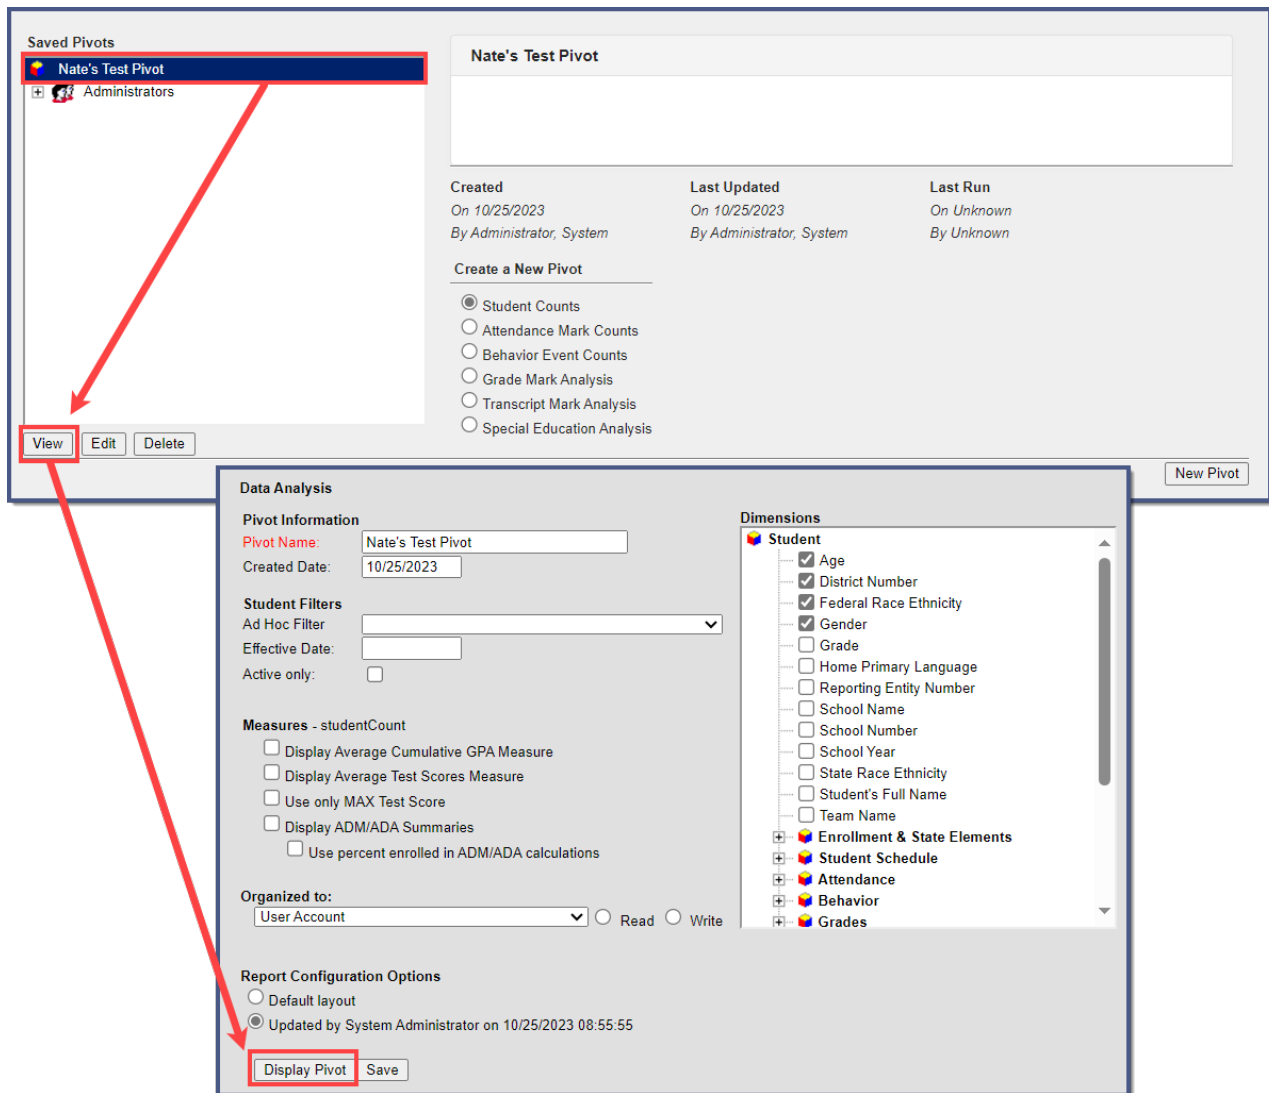 Saved Pivots
Nate's Test Pivot
Administrators
View Edit Delete
Nate's Test Pivot
Created
On 10/25/2023
By Administrator, System
Last Updated
On 10/25/2023
By Administrator, System
Last Run
On Unknown
By Unknown
Create a New Pivot
Student Counts
Attendance Mark Counts
Behavior Event Counts
Grade Mark Analysis
Transcript Mark Analysis
Special Education Analysis
New Pivot
Data Analysis
Pivot Information
Pivot Name: Nate's Test Pivot
Created Date: 10/25/2023
Student Filters
Ad Hoc Filter
Effective Date:
Active only:
Measures - studentCount
Display Average Cumulative GPA Measure
Display Average Test Scores Measure
Use only MAX Test Score
Display ADM/ADA Summaries
Use percent enrolled in ADM/ADA calculations
Organized to:
User Account Read Write
Report Configuration Options
Default layout
Updated by System Administrator on 10/25/2023 08:55:55
Display Pivot Save
Dimensions
Student
Age
District Number
Federal Race Ethnicity
Gender
Grade
Home Primary Language
Reporting Entity Number
School Name
School Number
School Year
State Race Ethnicity
Student's Full Name
Team Name
Enrollment & State Elements
Student Schedule
Attendance
Behavior
Grades